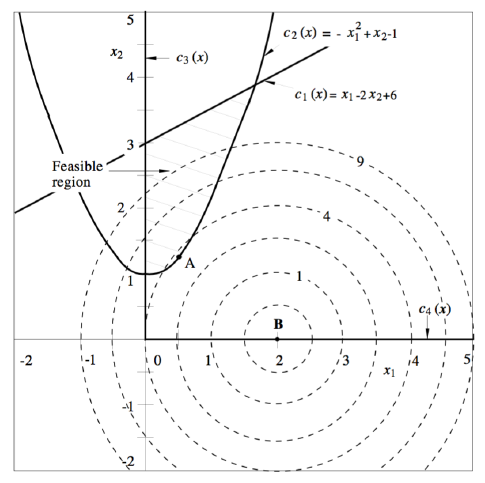 5
x2
c2 (x) = - x1^2 + x2-1
c3 (x)
4
c1 (x)= x1-2 x2+6
3
9
Feasible
region
2
4
A
1
1
c4 (x)
B
-2 -1 0 1 2 3 4 5
x1
-1
-2